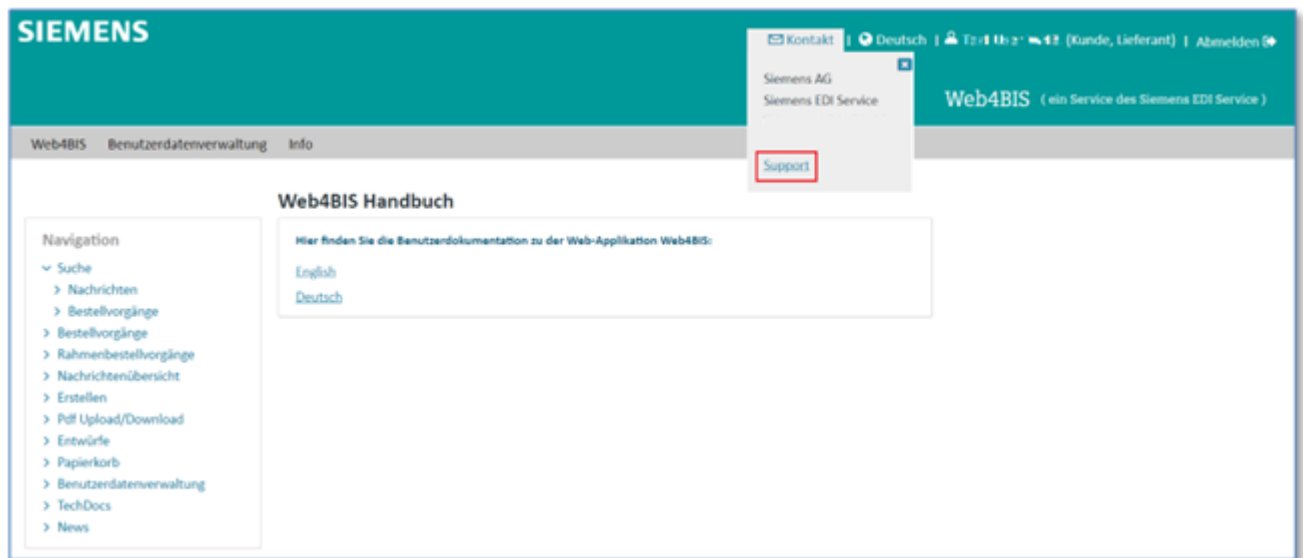 SIEMENS
Kontakt | Deutsch | (Kunde, Lieferant) | Abmelden
Siemens AG
Siemens EDI Service
Support
Web4BIS ( ein Service des Siemens EDI Service )
Web4BIS Benutzerdatenverwaltung Info
Web4BIS Handbuch
Navigation
Suche
Nachrichten
Bestellvorgänge
Bestellvorgänge
Rahmenbestellvorgänge
Nachrichtenübersicht
Erstellen
Pdf Upload/Download
Entwürfe
Papierkorb
Benutzerdatenverwaltung
TechDocs
News
Hier finden Sie die Benutzerdokumentation zu der Web-Applikation Web4BIS:
English
Deutsch